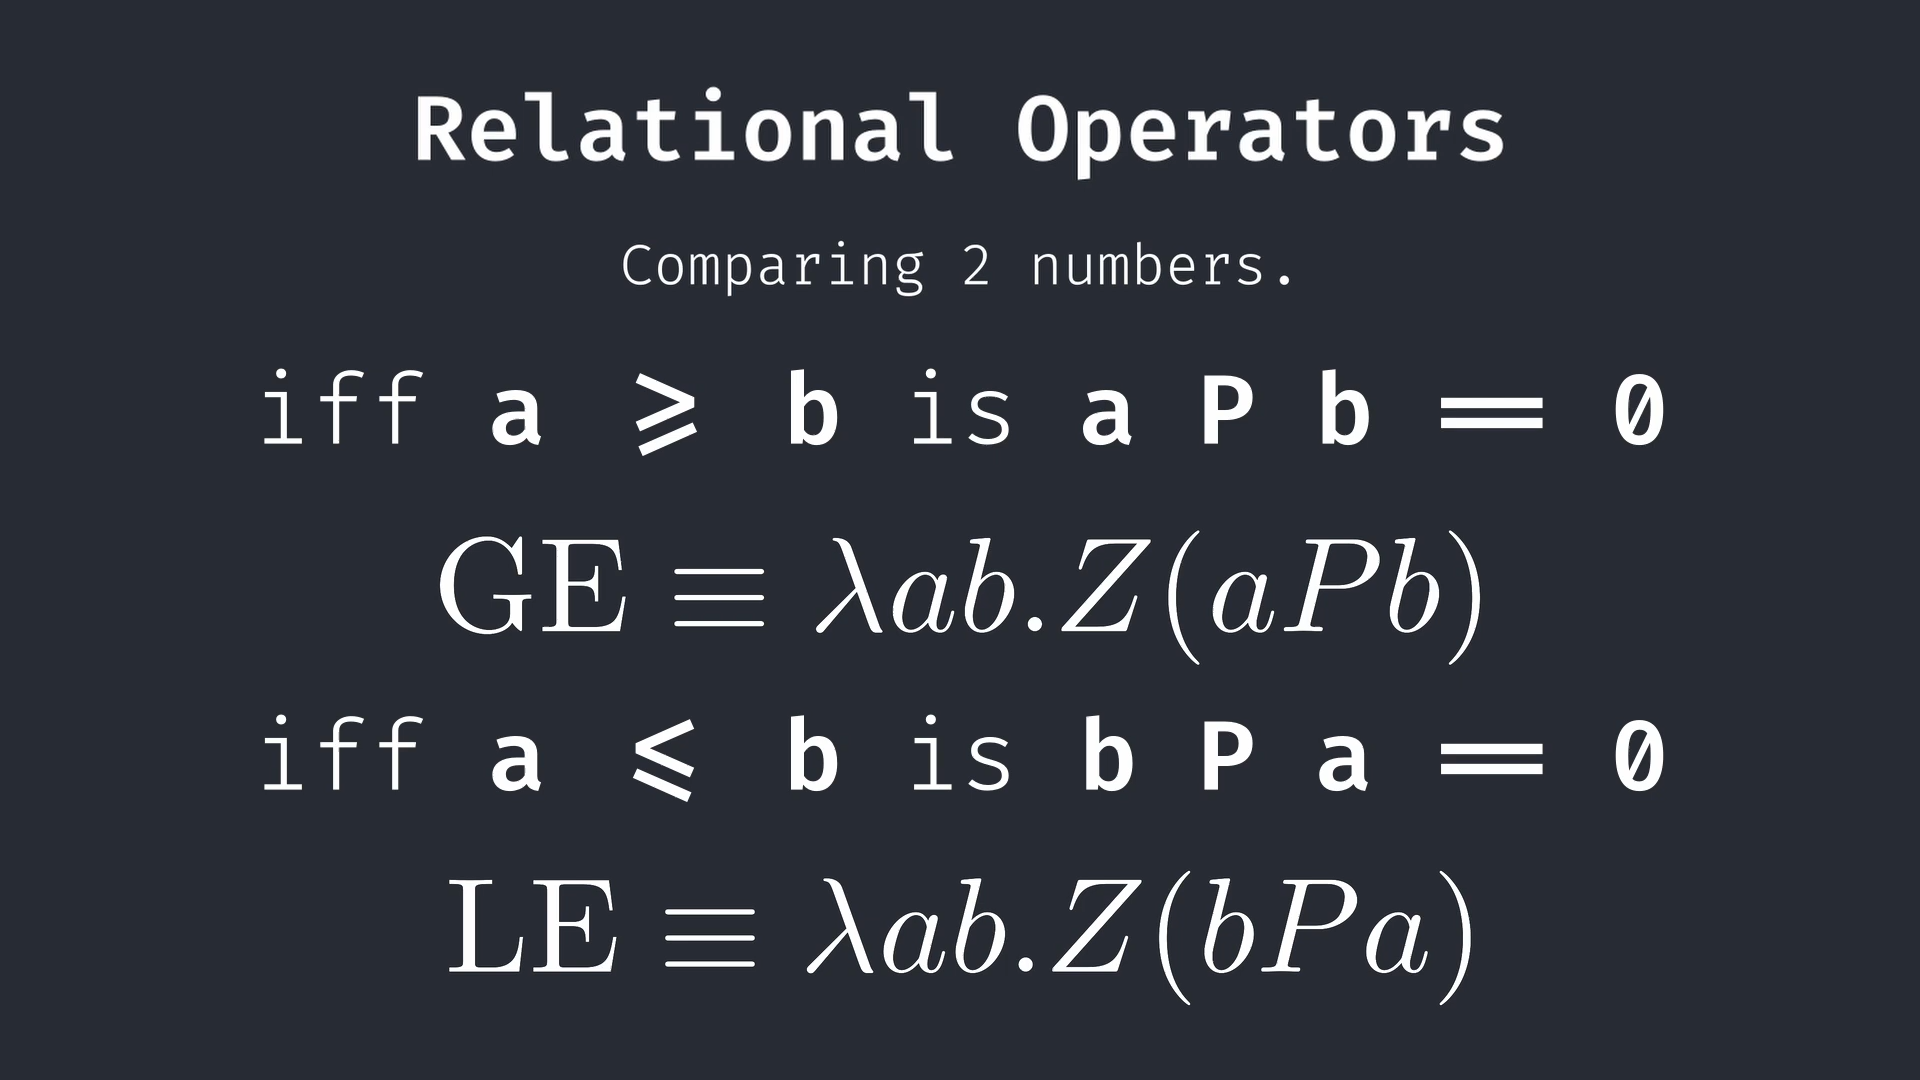 Relational Operators
Comparing 2 numbers.
iff a ⩾ b is a P b == 0
GE ≡ λab.Z(aPb)
iff a ⩽ b is b P a == 0
LE ≡ λab.Z(bPa)